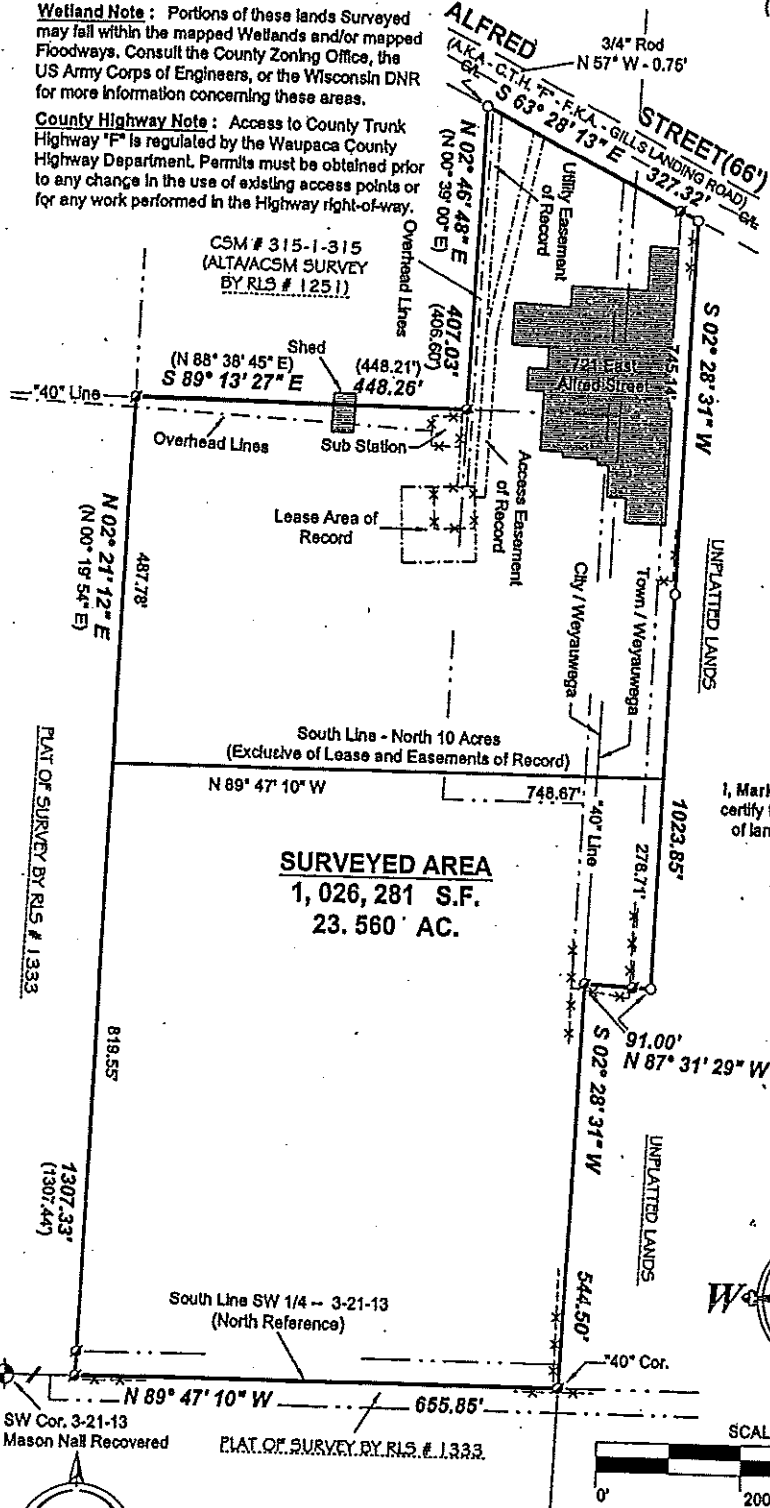 Wetland Note : Portions of these lands Surveyed
may fall within the mapped Wetlands and/or mapped
Floodways. Consult the County Zoning Office, the
US Army Corps of Engineers, or the Wisconsin DNR
for more information concerning these areas.
County Highway Note : Access to County Trunk
Highway "F" is regulated by the Waupaca County
Highway Department. Permits must be obtained prior
to any change in the use of existing access points or
for any work performed in the Highway right-of-way.
ALFRED STREET(66')
(A.K.A - C.T.H. "F" - F.K.A. - GILLS LANDING ROAD)
3/4" Rod
N 57° W - 0.75'
S 63° 28' 13" E
327.32'
N 02° 46' 48" E
(N 00° 39' 00" E)
407.03'
(406.60')
Overhead Lines
Utility Easement
of Record
CSM # 315-1-315
(ALTA/ACSM SURVEY
BY RLS # 1251)
Shed
(N 88° 38' 45" E)
S 89° 13' 27" E
(448.21')
448.26'
"40" Line
Overhead Lines
Sub Station
721 East
Alfred Street
745.14'
S 02° 28' 31" W
Access Easement
of Record
Lease Area of
Record
N 02° 21' 12" E
(N 00° 19' 54" E)
487.78'
City / Weyauwega
Town / Weyauwega
UNPLATTED LANDS
South Line - North 10 Acres
(Exclusive of Lease and Easements of Record)
N 89° 47' 10" W
748.67'
"40" Line
278.71'
1023.85'
I, Mark
certify
of lan
SURVEYED AREA
1, 026, 281 S.F.
23. 560 AC.
PLAT OF SURVEY BY RLS # 1333
819.55'
1307.33'
(1307.44')
91.00'
N 87° 31' 29" W
S 02° 28' 31" W
544.50'
UNPLATTED LANDS
W
South Line SW 1/4 -- 3-21-13
(North Reference)
"40" Cor.
N 89° 47' 10" W
655.85'
SW Cor. 3-21-13
Mason Nail Recovered
PLAT OF SURVEY BY RLS # 1333
SCAL
0'
200